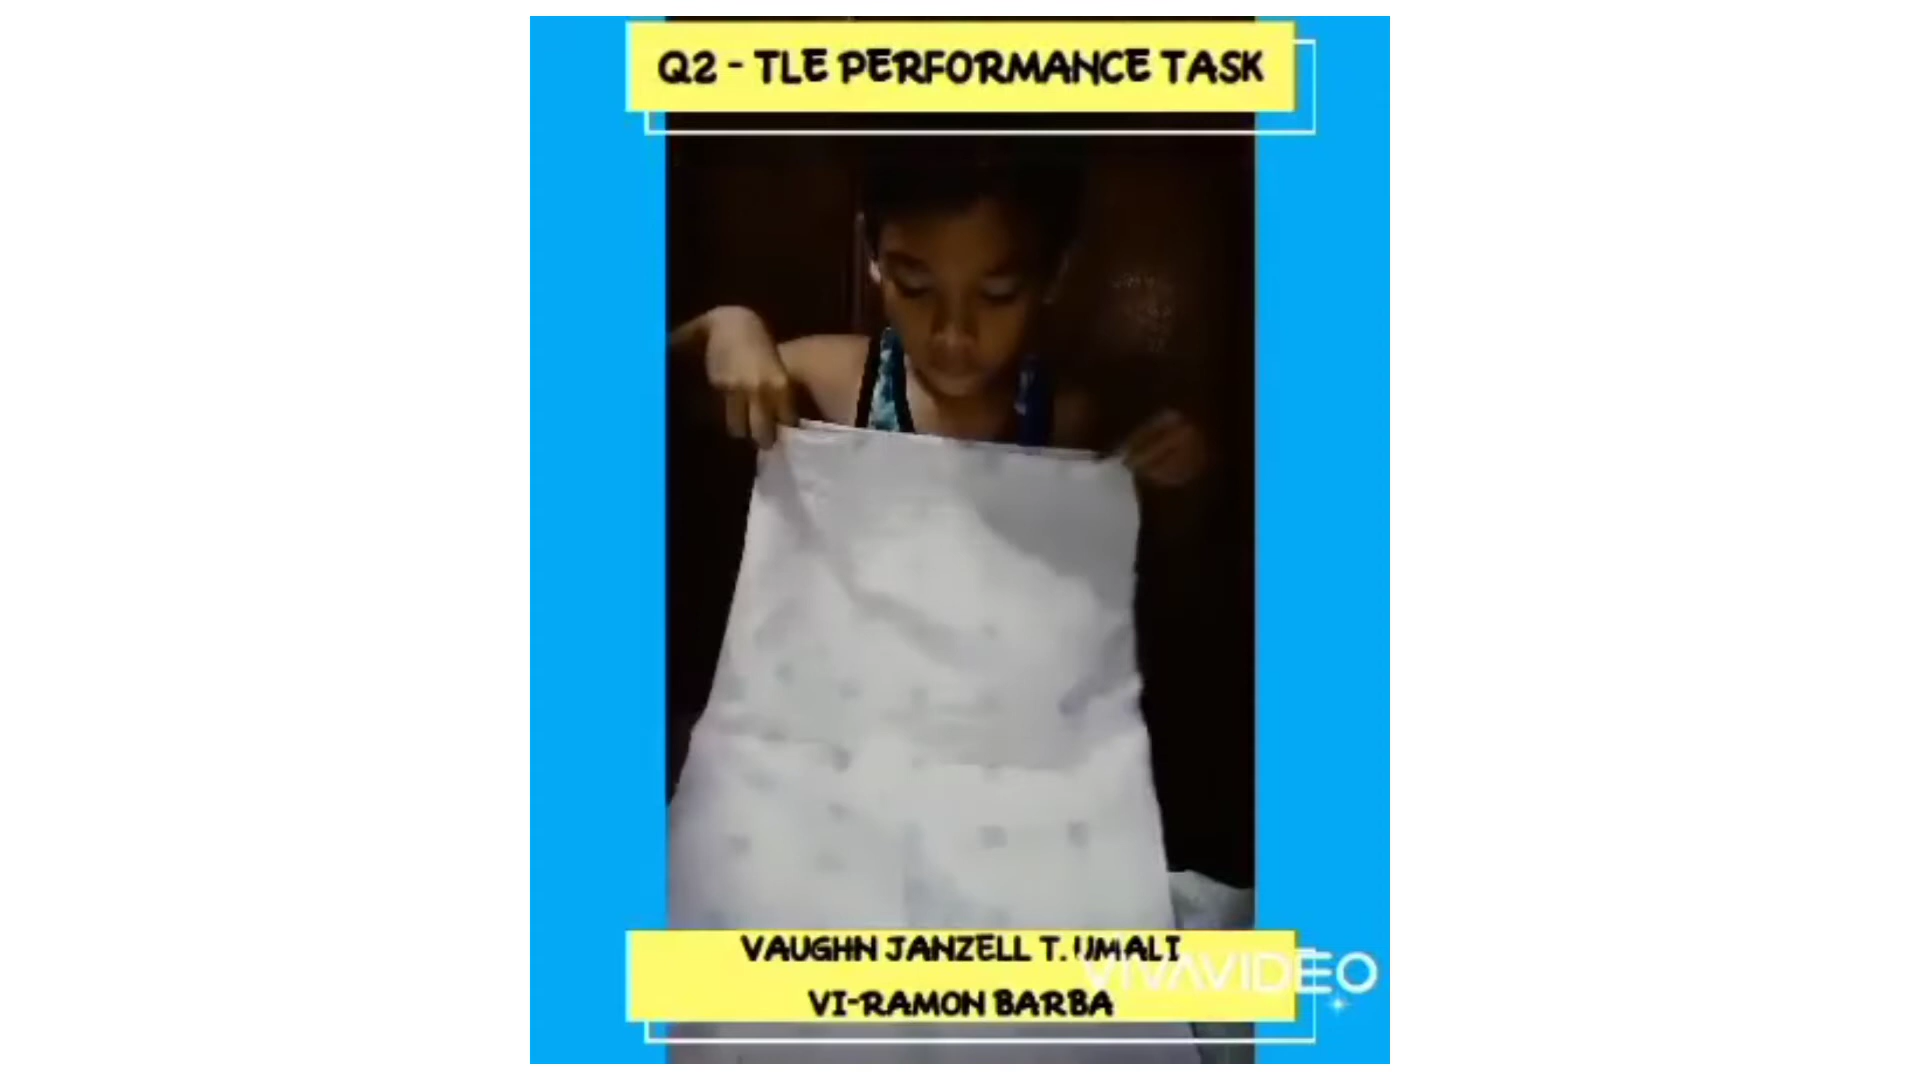 Q2 - TLE PERFORMANCE TASK
VAUGHN JANZELL T. UMALI
VI-RAMON BARBA
VIVAVIDEO